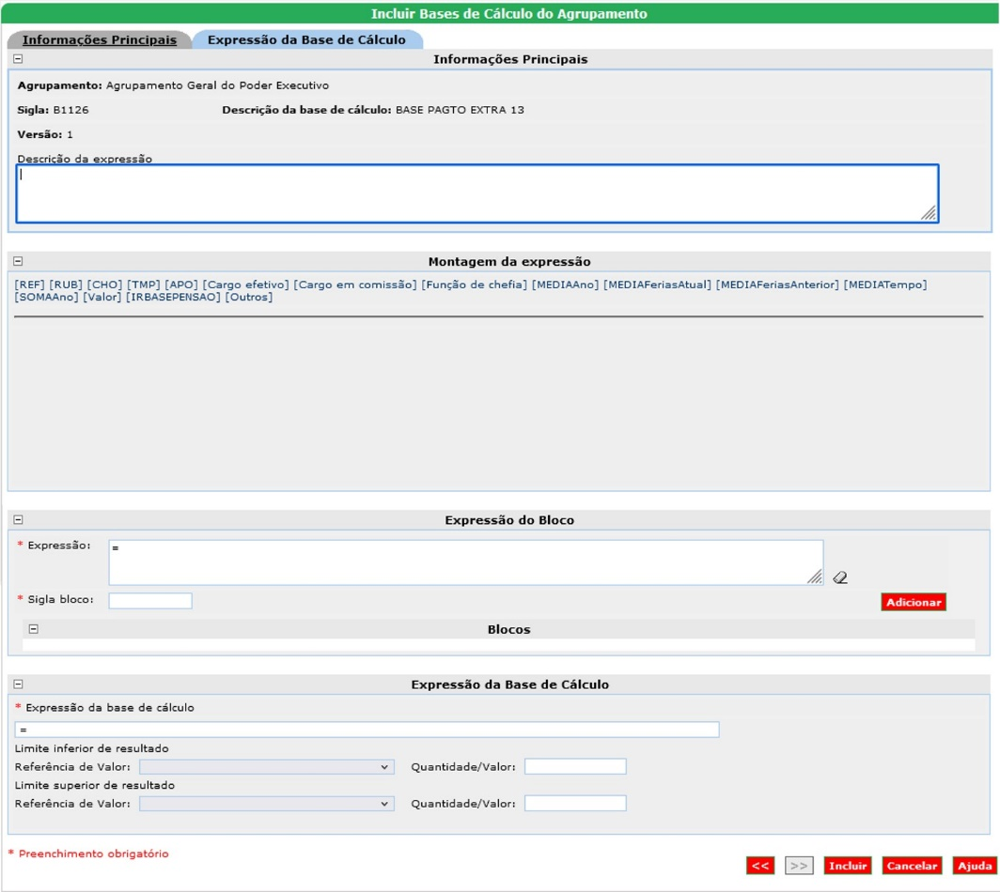 Incluir Bases de Cálculo do Agrupamento
Informações Principais Expressão da Base de Cálculo
Informações Principais
Agrupamento: Agrupamento Geral do Poder Executivo
Sigla: B1126 Descrição da base de cálculo: BASE PAGTO EXTRA 13
Versão: 1
Descrição da expressão
Montagem da expressão
[REF] [RUB] [CHO] [TMP] [APO] [Cargo efetivo] [Cargo em comissão] [Função de chefia] [MEDIAAno] [MEDIAFeriasAtual] [MEDIAFeriasAnterior] [MEDIATempo]
[SOMAAno] [Valor] [IRBASEPENSAO] [Outros]
Expressão do Bloco
* Expressão: =
* Sigla bloco: Adicionar
Blocos
Expressão da Base de Cálculo
* Expressão da base de cálculo
=
Limite inferior de resultado
Referência de Valor: Quantidade/Valor:
Limite superior de resultado
Referência de Valor: Quantidade/Valor:
* Preenchimento obrigatório
<< >> Incluir Cancelar Ajuda